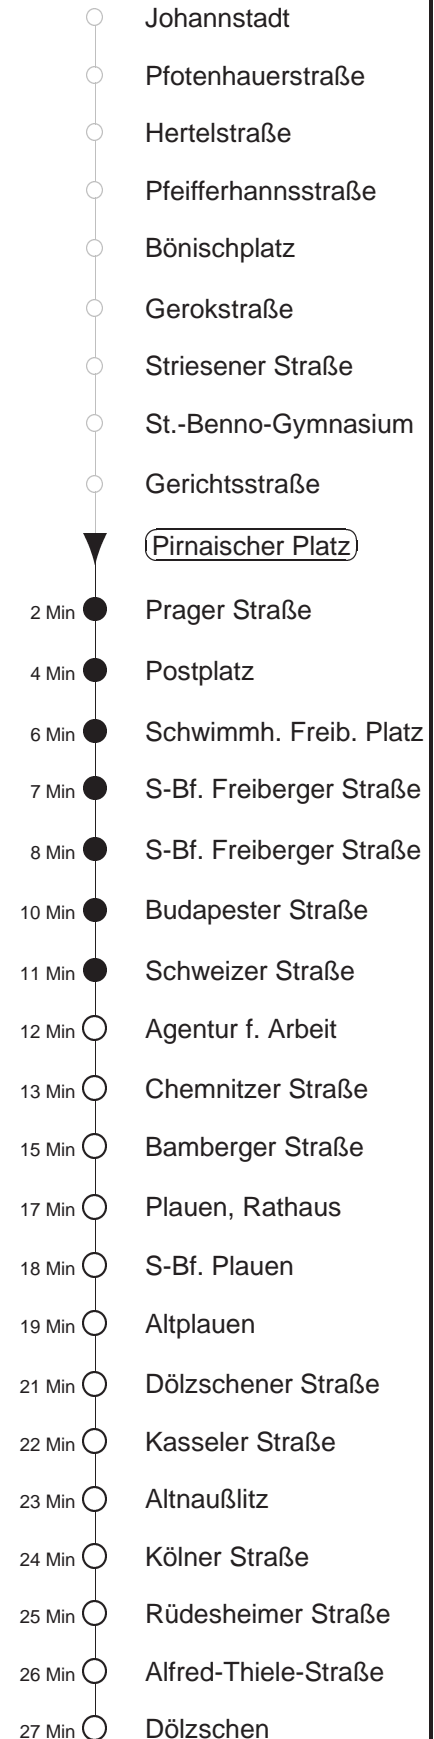 Johannstadt
Pfotenhauerstraße
Hertelstraße
Pfeifferhannsstraße
Bönischplatz
Gerokstraße
Striesener Straße
St.-Benno-Gymnasium
Gerichtsstraße
Pirnaischer Platz
2 Min Prager Straße
4 Min Postplatz
6 Min Schwimmh. Freib. Platz
7 Min S-Bf. Freiberger Straße
8 Min S-Bf. Freiberger Straße
10 Min Budapester Straße
11 Min Schweizer Straße
12 Min Agentur f. Arbeit
13 Min Chemnitzer Straße
15 Min Bamberger Straße
17 Min Plauen, Rathaus
18 Min S-Bf. Plauen
19 Min Altplauen
21 Min Dölzschener Straße
22 Min Kasseler Straße
23 Min Altnaußlitz
24 Min Kölner Straße
25 Min Rüdesheimer Straße
26 Min Alfred-Thiele-Straße
27 Min Dölzschen